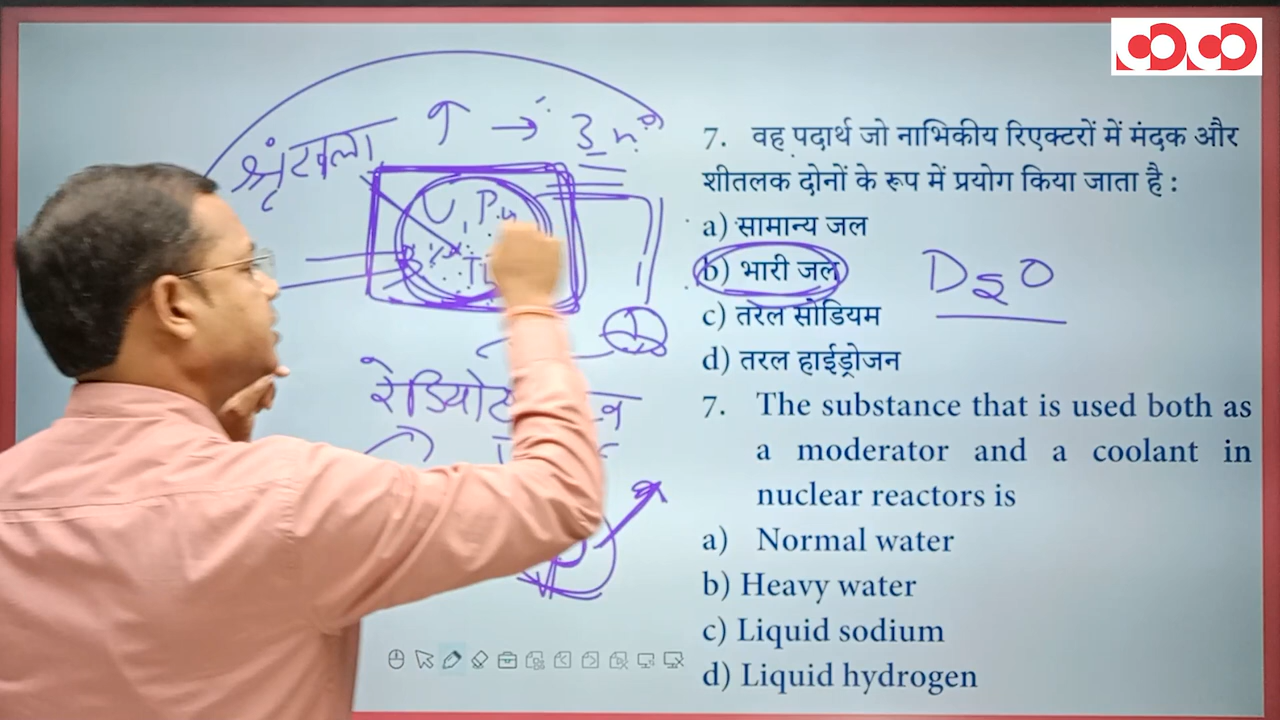 श्रृंखला ↑ → 3 n
U, Pu
7. वह पदार्थ जो नाभिकीय रिएक्टरों में मंदक और
शीतलक दोनों के रूप में प्रयोग किया जाता है :
a) सामान्य जल
b) भारी जल
D₂O
c) तरल सोडियम
d) तरल हाईड्रोजन
7. The substance that is used both as
a moderator and a coolant in
nuclear reactors is
a) Normal water
b) Heavy water
c) Liquid sodium
d) Liquid hydrogen